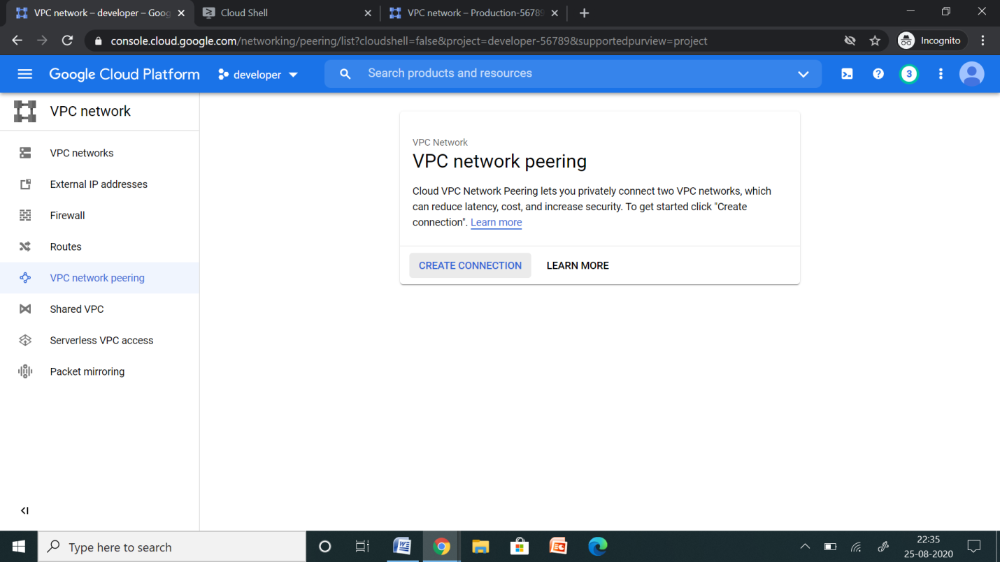 VPC network – developer – Goog
Cloud Shell
VPC network – Production-56789
console.cloud.google.com/networking/peering/list?cloudshell=false&project=developer-56789&supportedpurview=project
Incognito
Google Cloud Platform
developer
Search products and resources
3
VPC network
VPC networks
External IP addresses
Firewall
Routes
VPC network peering
Shared VPC
Serverless VPC access
Packet mirroring
VPC Network
VPC network peering
Cloud VPC Network Peering lets you privately connect two VPC networks, which
can reduce latency, cost, and increase security. To get started click "Create
connection". Learn more
CREATE CONNECTION
LEARN MORE
Type here to search
22:35
25-08-2020